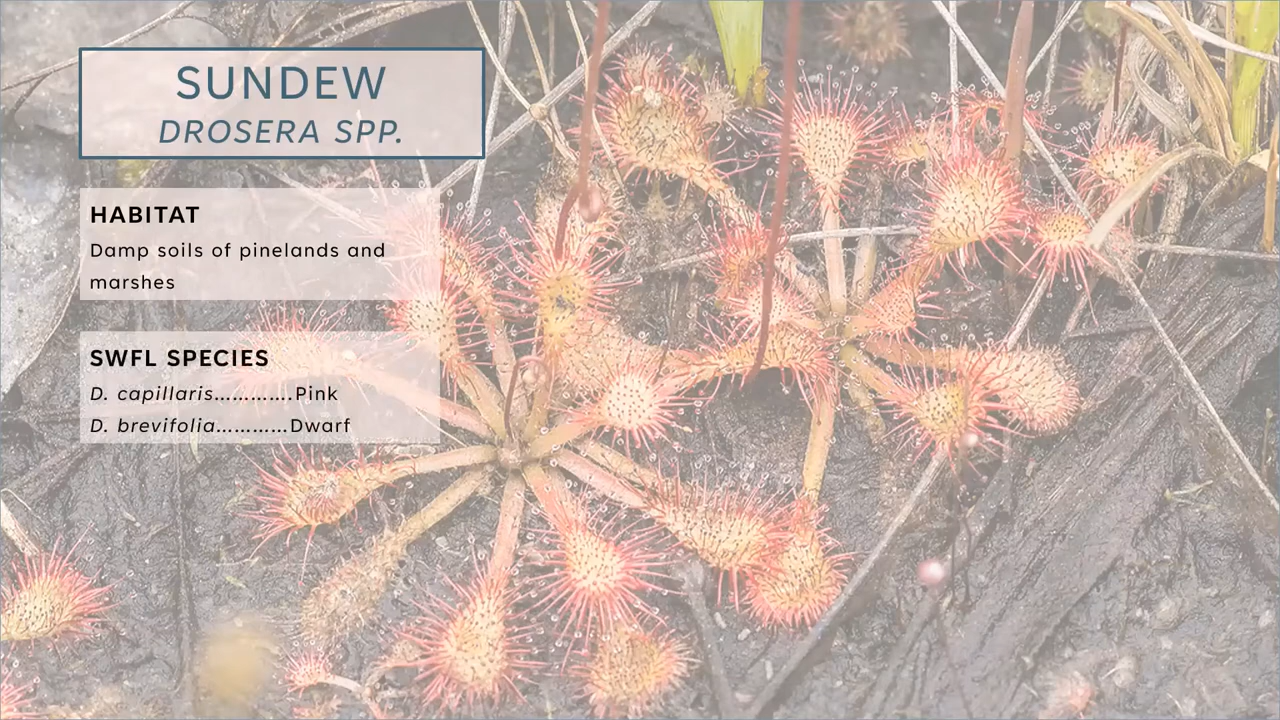 SUNDEW
DROSERA SPP.
HABITAT
Damp soils of pinelands and
marshes
SWFL SPECIES
D. capillaris.............Pink
D. brevifolia............Dwarf